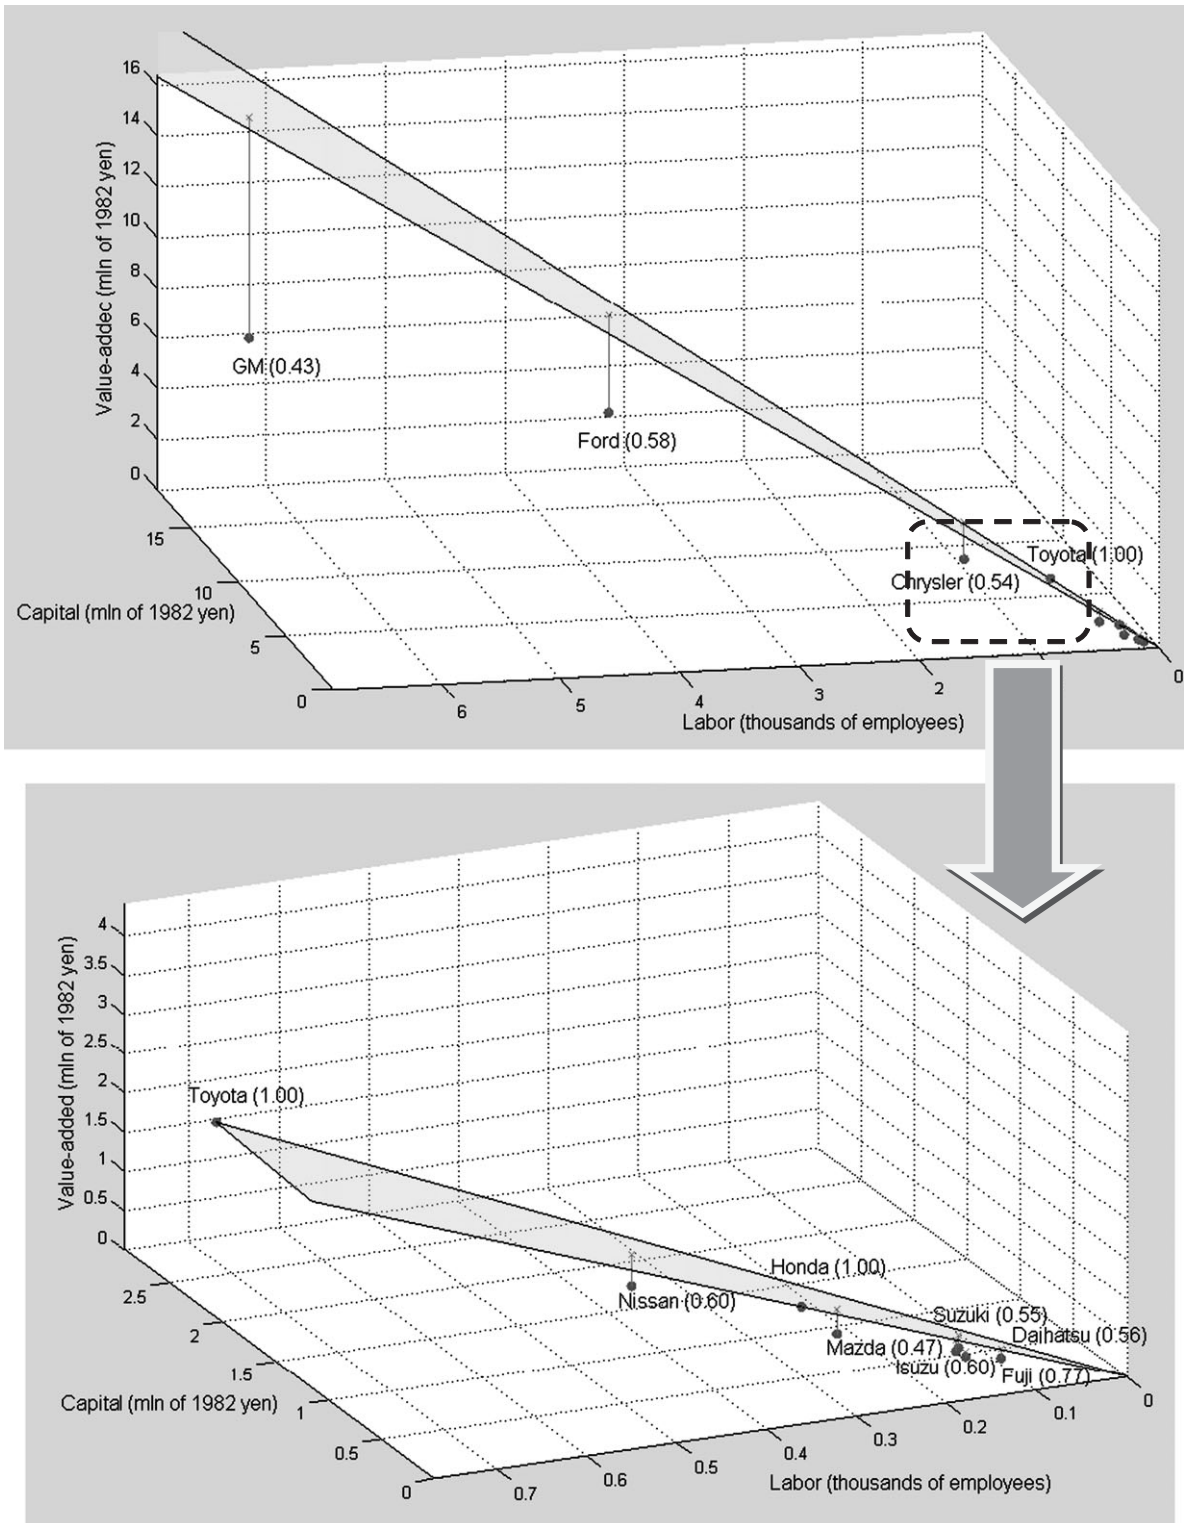 16
14
12
10
8
6
4
2
0
Value-addec (mln of 1982 yen)
GM (0.43)
Ford (0.58)
Toyota (1.00)
Chrysler (0.54)
15
10
5
0
Capital (mln of 1982 yen)
6
5
4
3
2
0
Labor (thousands of employees)
4
3.5
3
2.5
2
1.5
1
0.5
0
Value-added (mln of 1982 yen)
Toyota (1.00)
Honda (1.00)
Nissan (0.60)
Suzuki (0.55)
Daihatsu (0.56)
Mazda (0.47)
Isuzu (0.60)
Fuji (0.77)
2.5
2
1.5
1
0.5
0
Capital (mln of 1982 yen)
0.7
0.6
0.5
0.4
0.3
0.2
0.1
0
Labor (thousands of employees)